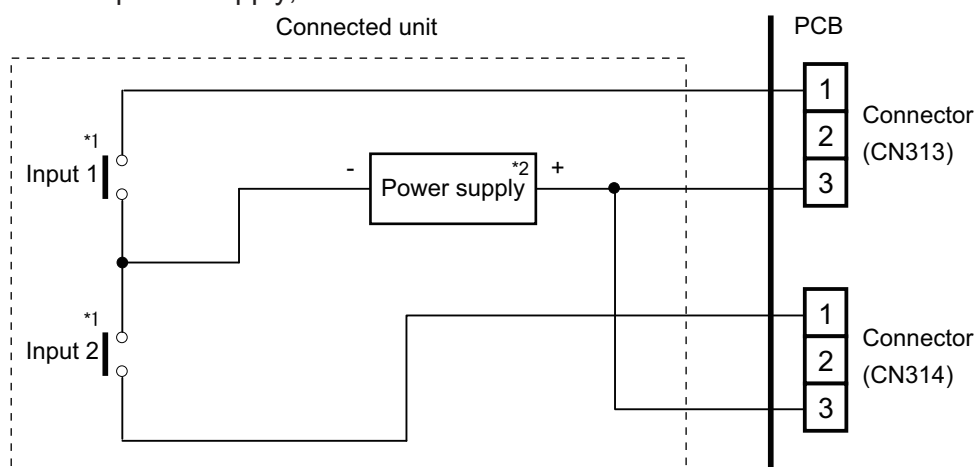 Connected unit
PCB
1
2
3
Connector
(CN313)
*1
Input 1
- Power supply *2 +
*1
Input 2
1
2
3
Connector
(CN314)